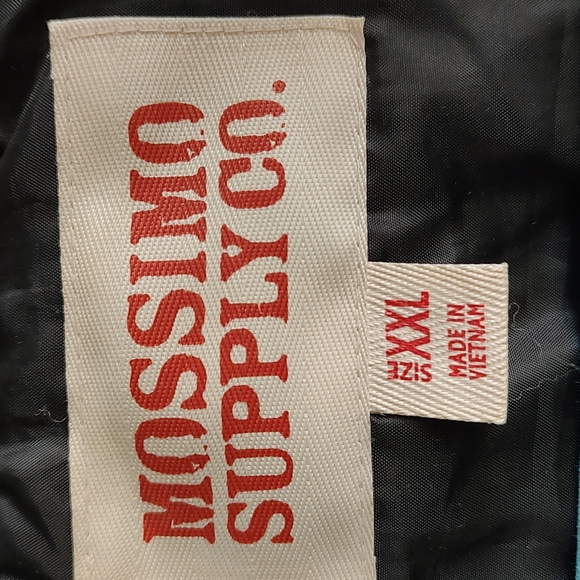 MOSSIMO
SUPPLY CO.
SIZE XXL
MADE IN
VIETNAM